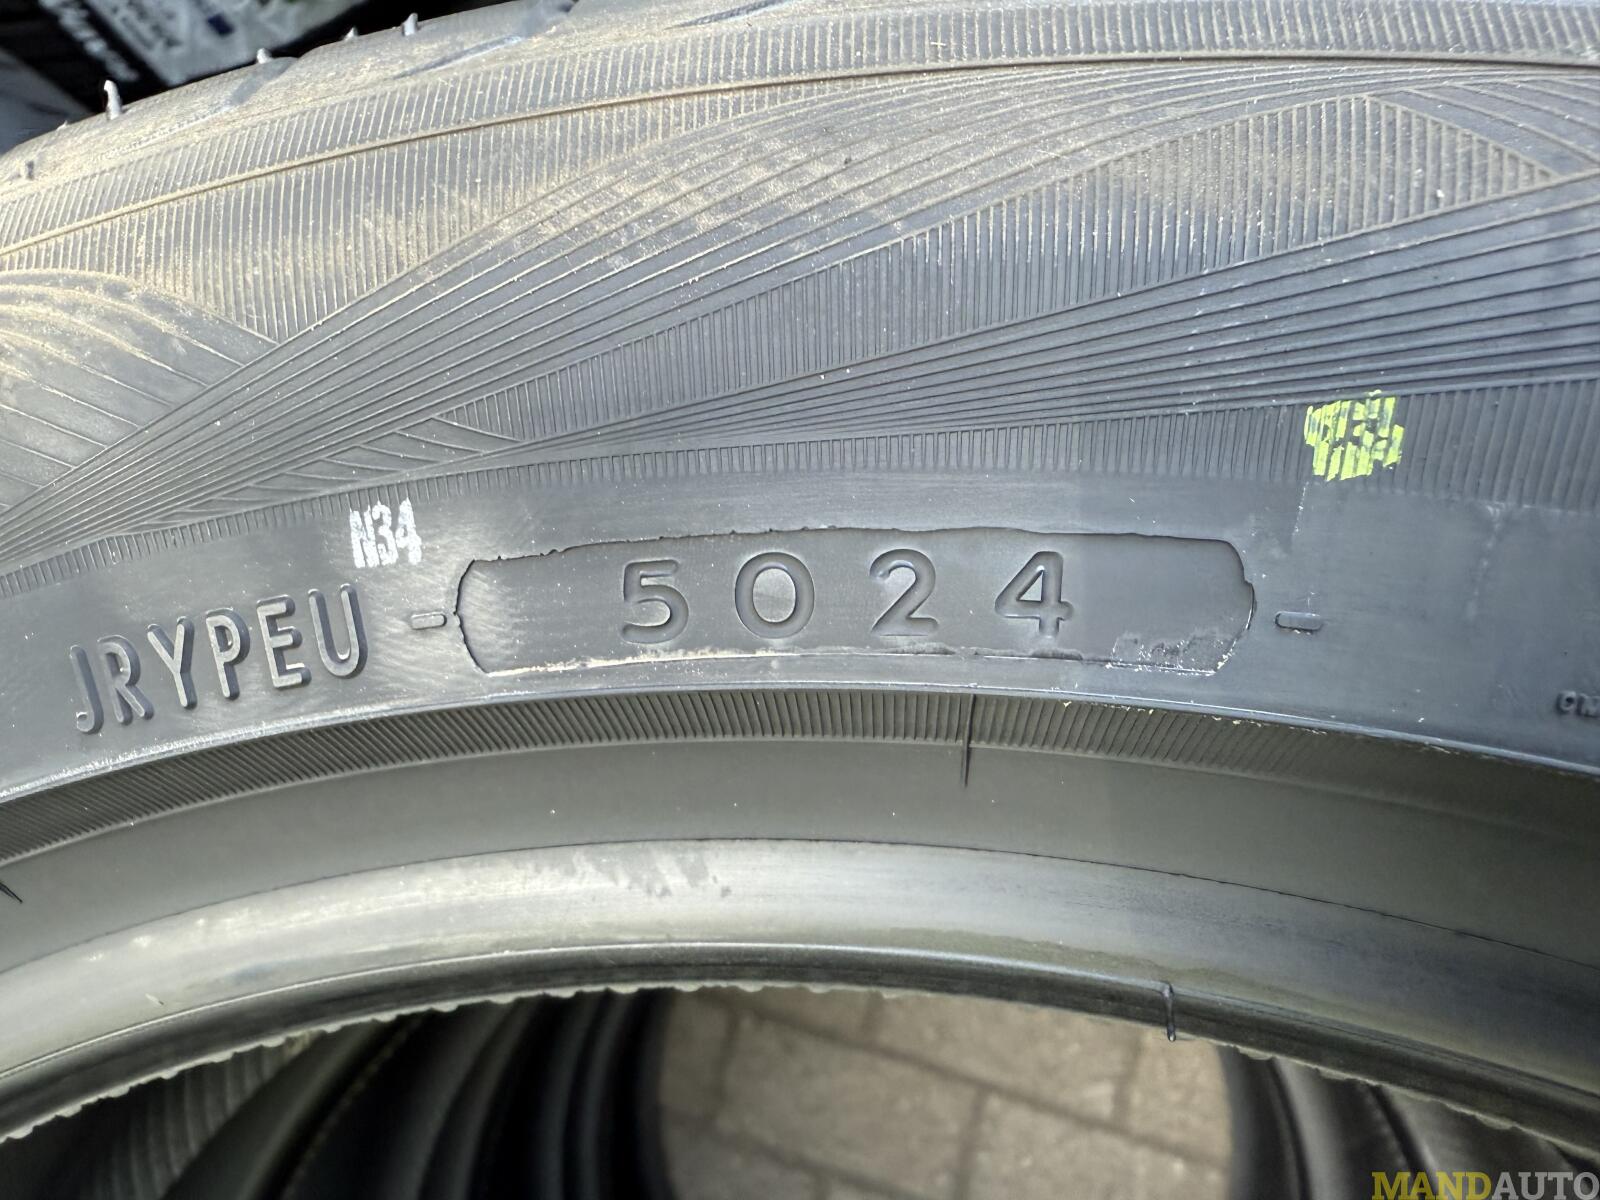 N34
JRYPEU - 5024 -
MANDAUTO